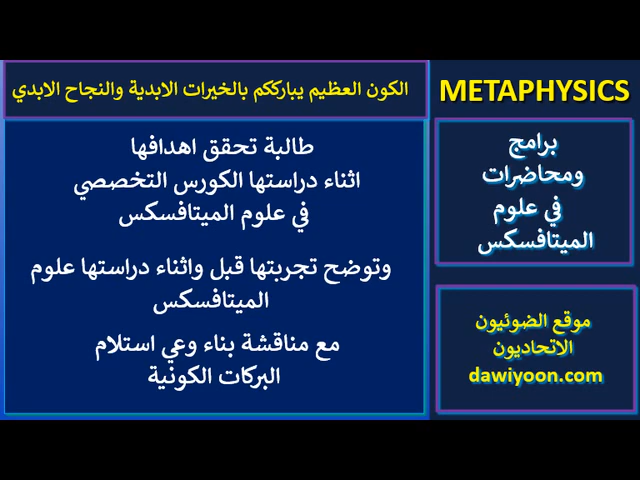 الكون العظيم يبارككم بالخيرات الابدية والنجاح الابدي
METAPHYSICS
طالبة تحقق اهدافها
اثناء دراستها الكورس التخصصي
في علوم الميتافسكس
وتوضح تجربتها قبل واثناء دراستها علوم
الميتافسكس
مع مناقشة بناء وعي استلام
البركات الكونية
برامج
ومحاضرات
في علوم
الميتافسكس
موقع الضوئيون
الاتحاديون
dawiyoon.com